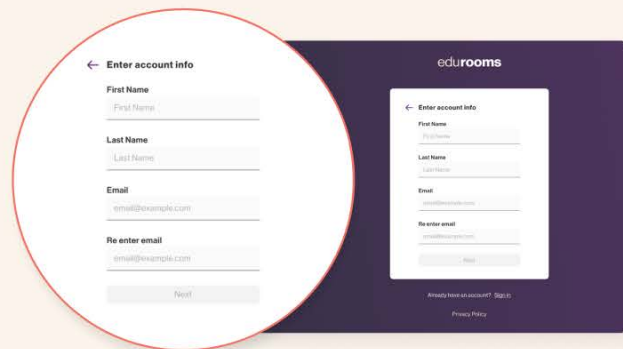 ← Enter account info
First Name
First Name
Last Name
Last Name
Email
email@example.com
Re enter email
email@example.com
Next
edurooms
← Enter account info
First Name
First Name
Last Name
Last Name
Email
email@example.com
Re enter email
email@example.com
Next
Already have an account? Sign in
Privacy Policy